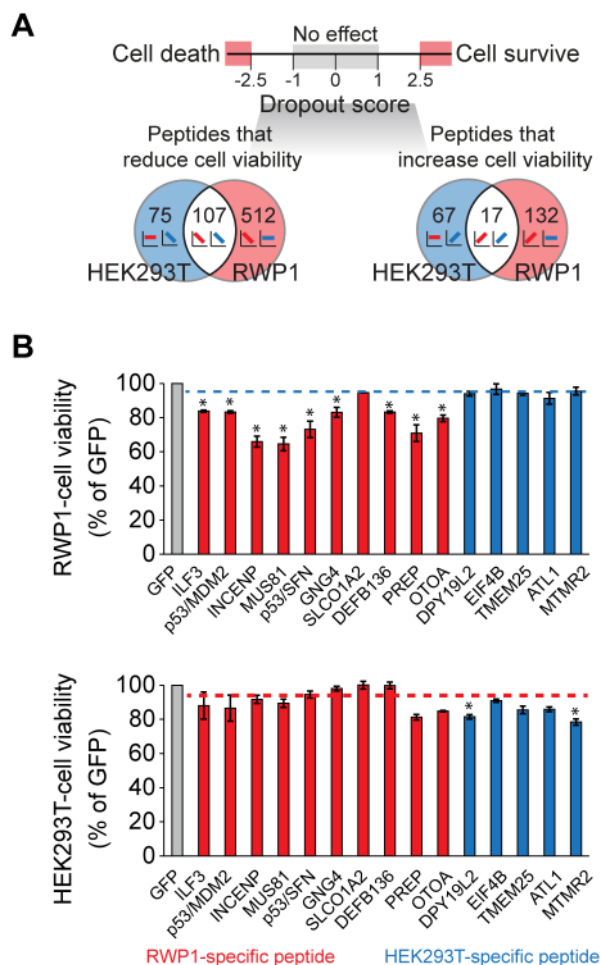 A
No effect
Cell death
Cell survive
-2.5 -1 0 1 2.5
Dropout score
Peptides that
reduce cell viability
75 107 512
HEK293T RWP1
Peptides that
increase cell viability
67 17 132
HEK293T RWP1
B
RWP1-cell viability
(% of GFP)
100
80
60
40
20
0
* * * * * * * * *
GFP
ILF3
p53/MDM2
INCENP
MUS81
p53/SFN
GNG4
SLCO1A2
DEFB136
PREP
OTOA
DPY19L2
EIF4B
TMEM25
ATL1
MTMR2
HEK293T-cell viability
(% of GFP)
100
80
60
40
20
0
* *
GFP
ILF3
p53/MDM2
INCENP
MUS81
p53/SFN
GNG4
SLCO1A2
DEFB136
PREP
OTOA
DPY19L2
EIF4B
TMEM25
ATL1
MTMR2
RWP1-specific peptide
HEK293T-specific peptide